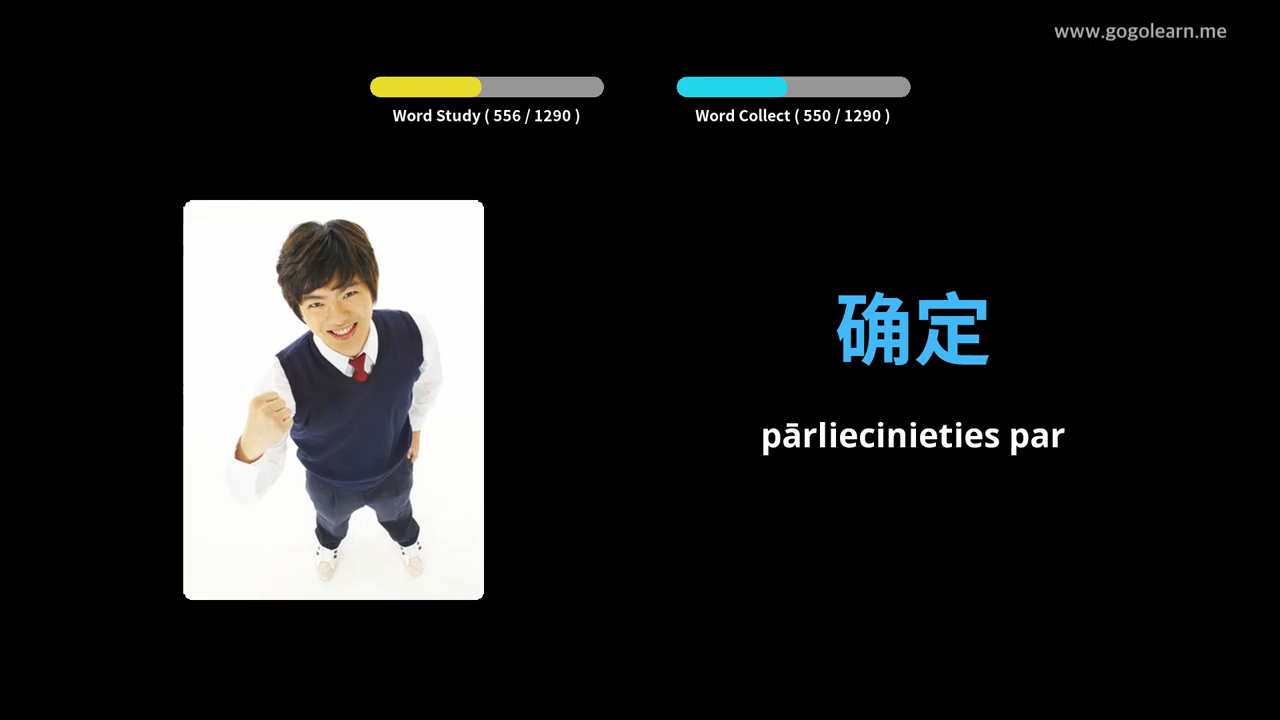 www.gogolearn.me
Word Study ( 556 / 1290 )
Word Collect ( 550 / 1290 )
确定
pārliecinieties par